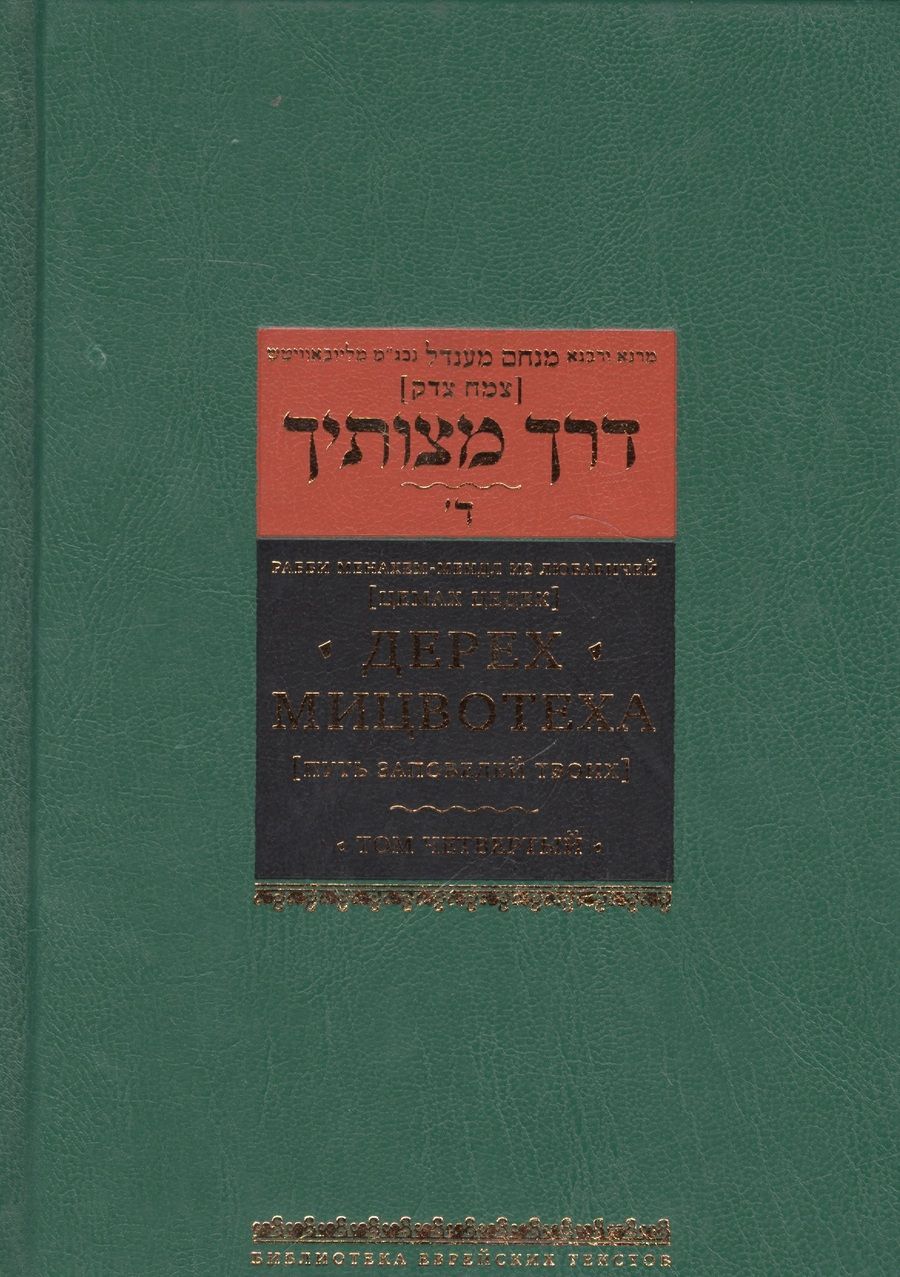 מרנא ורבנא מנחם מענדל נבג"מ מליובאוויטש
[צמח צדק]
דרך מצותיך
ד'
РАББИ МЕНАХЕМ-МЕНДЛ ИЗ ЛЮБАВИЧЕЙ
[ЦЕМАХ ЦЕДЕК]
ДЕРЕХ
МИЦВОТЕХА
[ПУТЬ ЗАПОВЕДЕЙ ТВОИХ]
ТОМ ЧЕТВЕРТЫЙ
БИБЛИОТЕКА ЕВРЕЙСКИХ ТЕКСТОВ